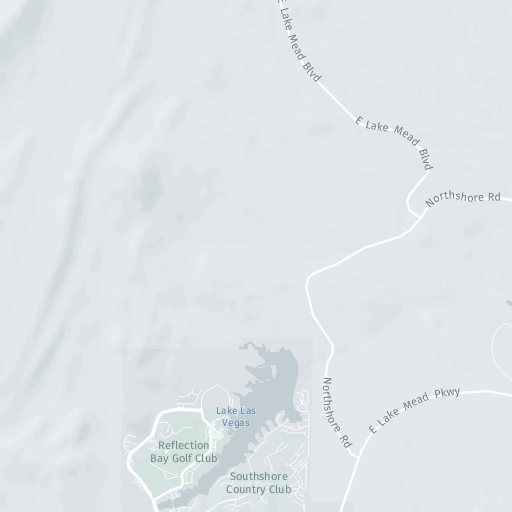 E Lake Mead Blvd
E Lake Mead Blvd
Northshore Rd
Northshore Rd
E Lake Mead Pkwy
Lake Las
Vegas
Reflection
Bay Golf Club
Southshore
Country Club